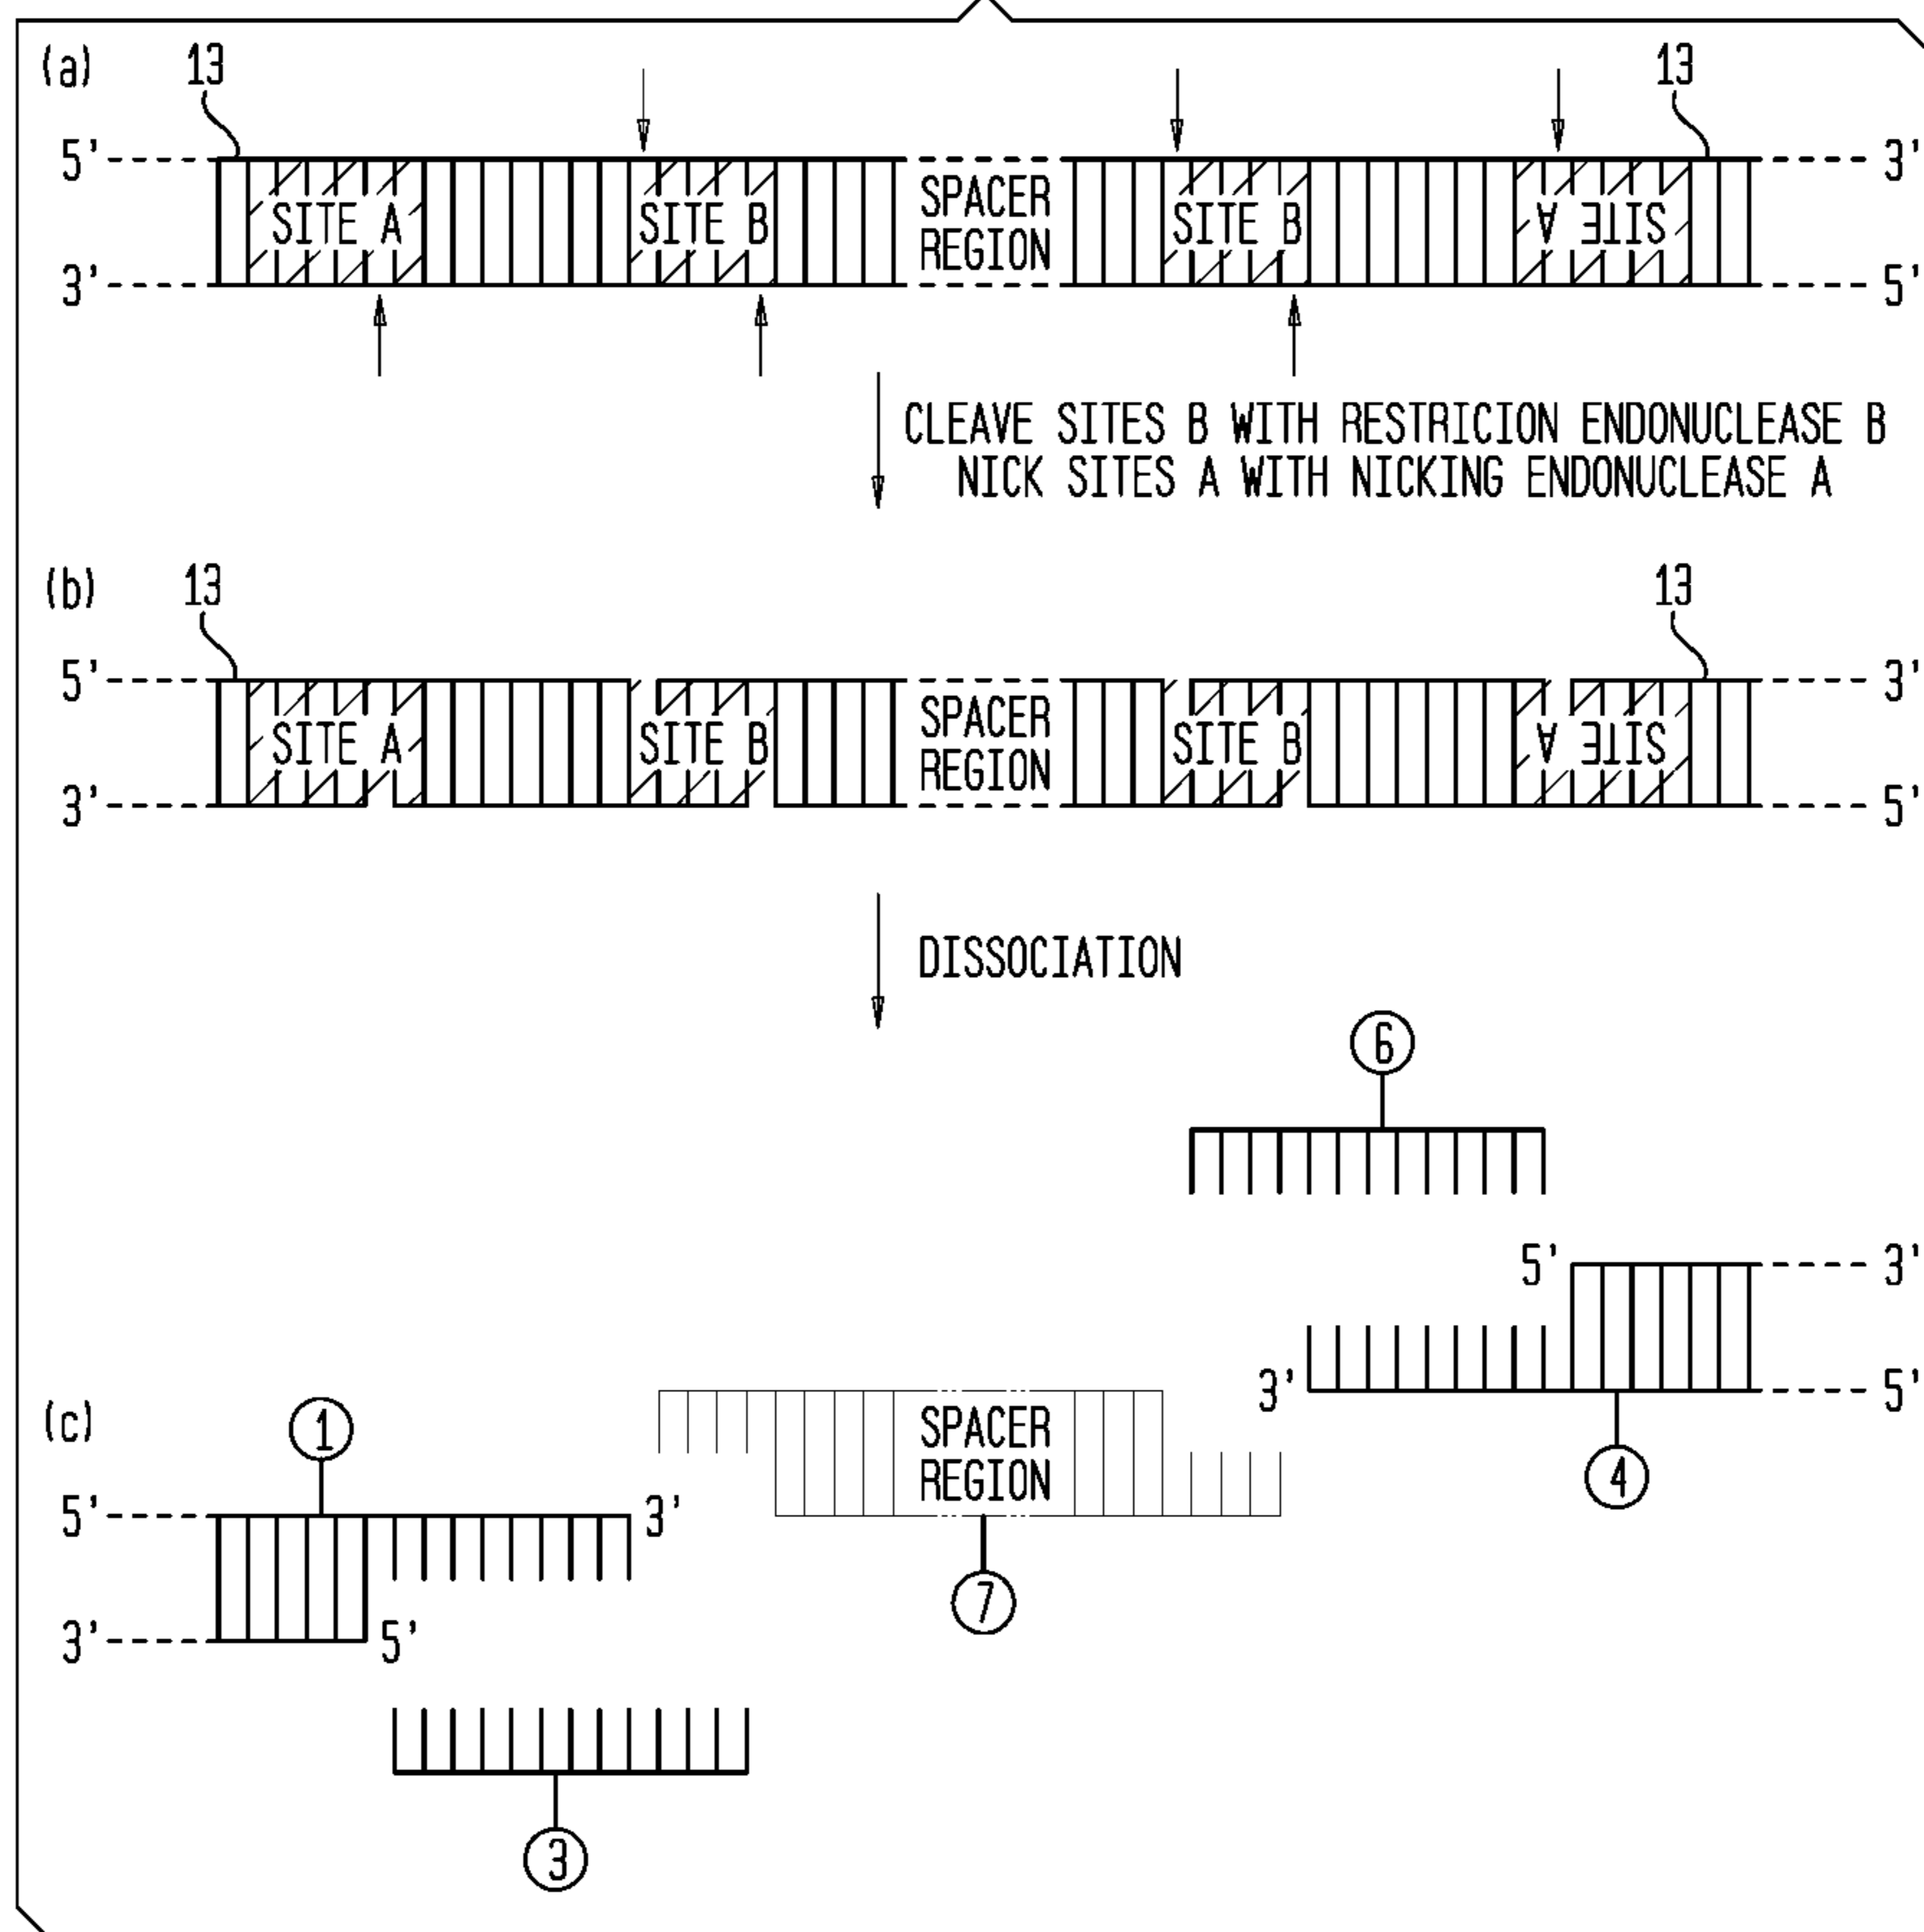 (a)
13
13
5'
3'
SITE A
SITE B
SPACER
REGION
SITE B
SITE A
3'
5'
CLEAVE SITES B WITH RESTRICION ENDONUCLEASE B
NICK SITES A WITH NICKING ENDONUCLEASE A
(b)
13
13
5'
3'
SITE A
SITE B
SPACER
REGION
SITE B
SITE A
3'
5'
DISSOCIATION
6
5'
3'
3'
5'
4
(c)
1
SPACER
REGION
5'
3'
7
3'
5'
3